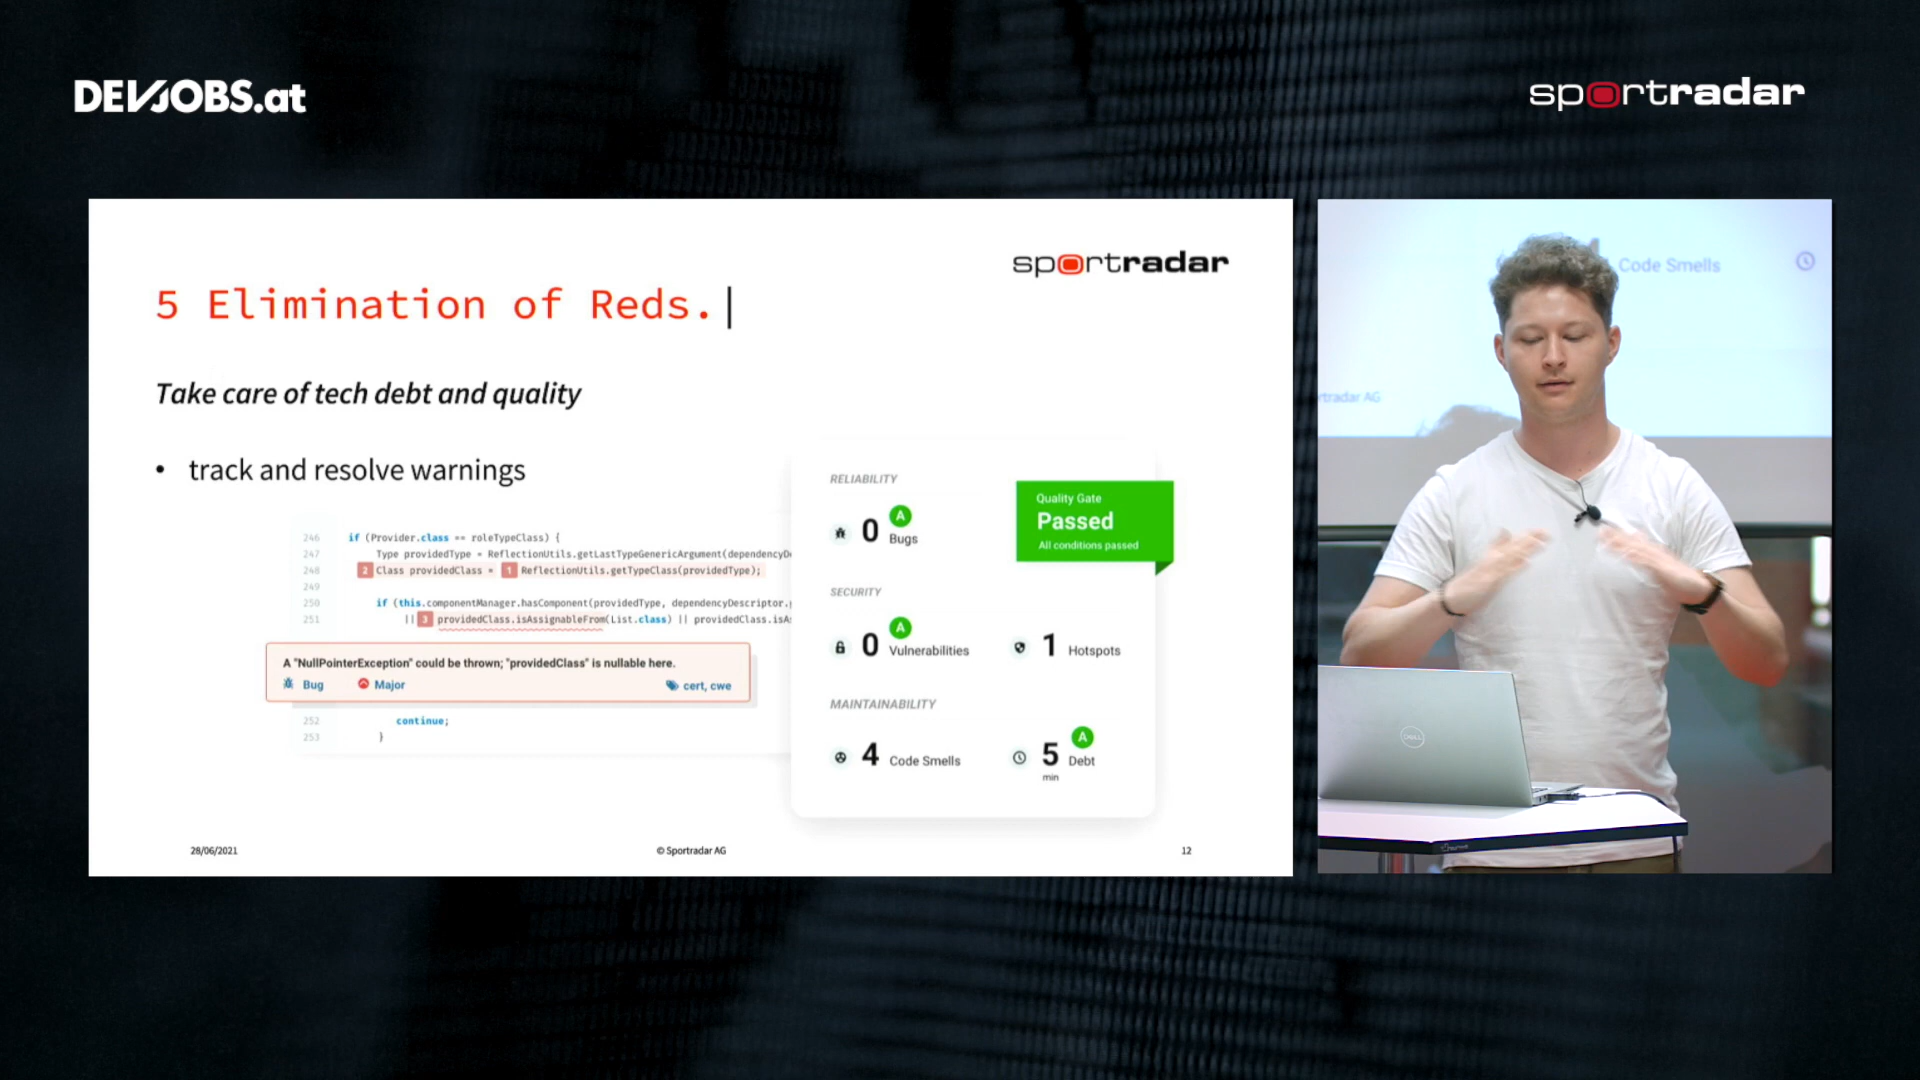 DEVJOBS.at
sportradar
sportradar
5 Elimination of Reds.
Take care of tech debt and quality
• track and resolve warnings
246 if (Provider.class == roleTypeClass) {
247 Type providedType = ReflectionUtils.getLastTypeGenericArgument(dependencyD
248 2 Class providedClass = 1 ReflectionUtils.getTypeClass(providedType);
249
250 if (this.componentManager.hasComponent(providedType, dependencyDescriptor.
251 || 3 providedClass.isAssignableFrom(List.class) || providedClass.isAs
A "NullPointerException" could be thrown; "providedClass" is nullable here.
Bug Major cert, cwe
252 continue;
253 }
RELIABILITY
0 A Bugs
Quality Gate
Passed
All conditions passed
SECURITY
0 A Vulnerabilities
1 Hotspots
MAINTAINABILITY
4 Code Smells
5 min A Debt
28/06/2021
© Sportradar AG
12
Code Smells
rtradar AG
DELL